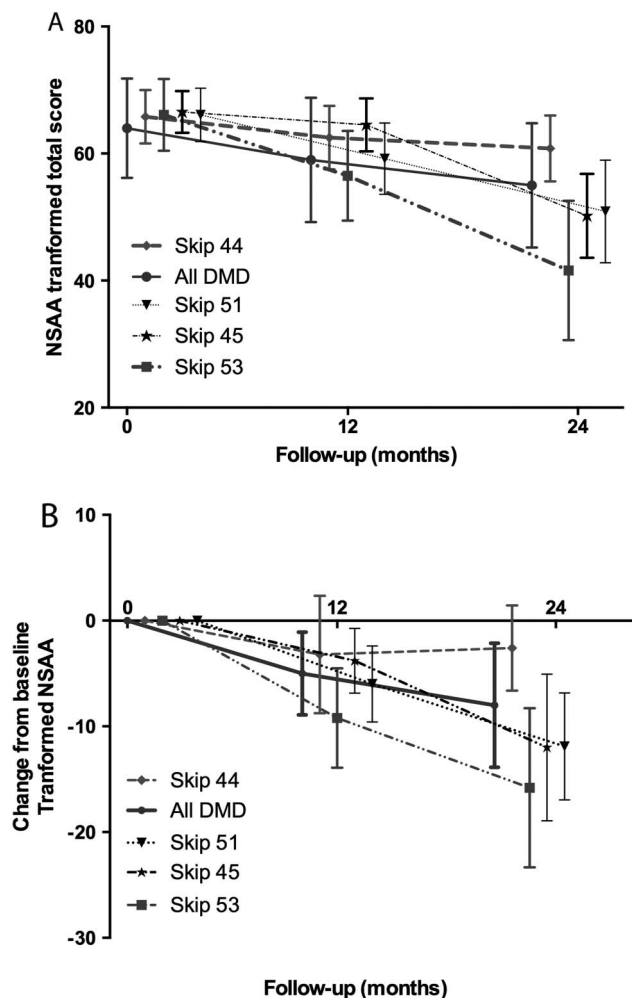 A
80
60
40
20
NSAA tranformed total score
Skip 44
All DMD
Skip 51
Skip 45
Skip 53
0
12
24
Follow-up (months)
B
10
0
-10
-20
-30
Change from baseline
Tranformed NSAA
0
12
24
Skip 44
All DMD
Skip 51
Skip 45
Skip 53
Follow-up (months)